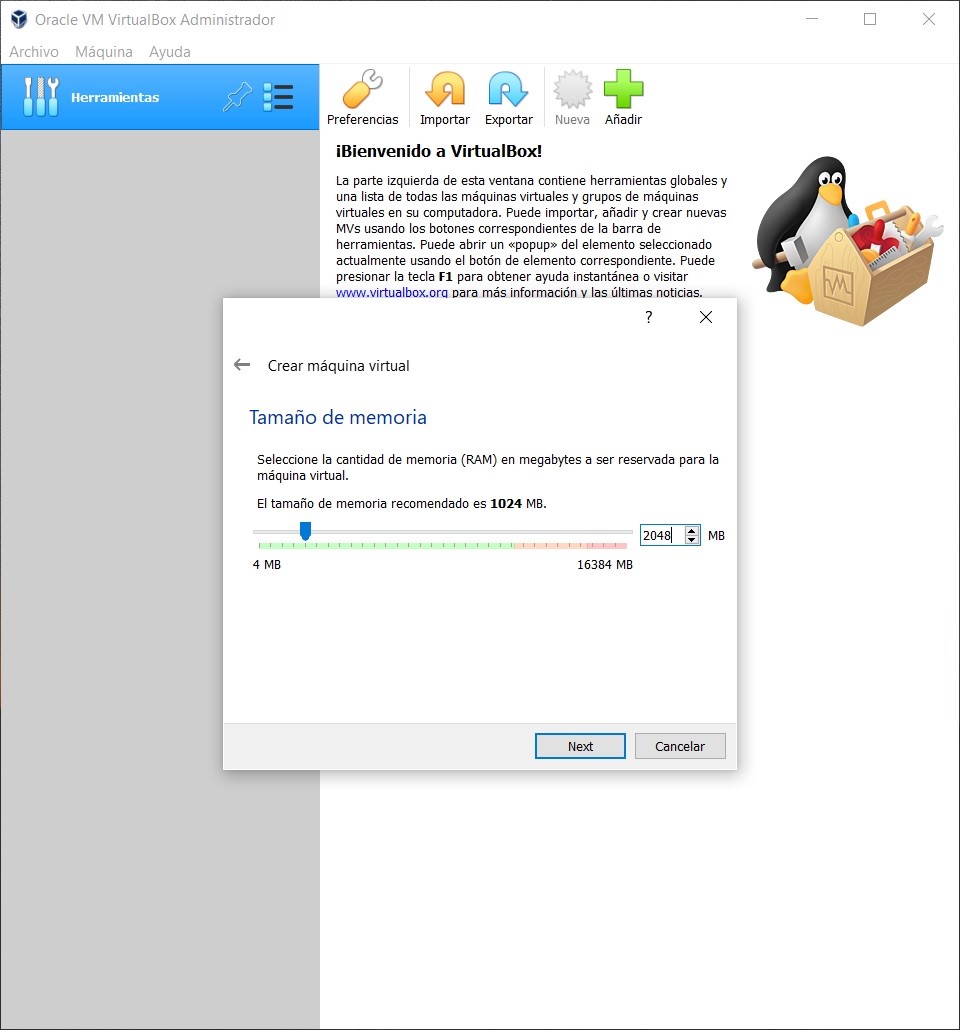 Oracle VM VirtualBox Administrador
Archivo Máquina Ayuda
Herramientas
Preferencias Importar Exportar Nueva Añadir
¡Bienvenido a VirtualBox!
La parte izquierda de esta ventana contiene herramientas globales y
una lista de todas las máquinas virtuales y grupos de máquinas
virtuales en su computadora. Puede importar, añadir y crear nuevas
MVs usando los botones correspondientes de la barra de
herramientas. Puede abrir un «popup» del elemento seleccionado
actualmente usando el botón de elemento correspondiente. Puede
presionar la tecla F1 para obtener ayuda instantánea o visitar
www.virtualbox.org para más información y las últimas noticias.
?
Crear máquina virtual
Tamaño de memoria
Seleccione la cantidad de memoria (RAM) en megabytes a ser reservada para la
máquina virtual.
El tamaño de memoria recomendado es 1024 MB.
2048 MB
4 MB 16384 MB
Next Cancelar